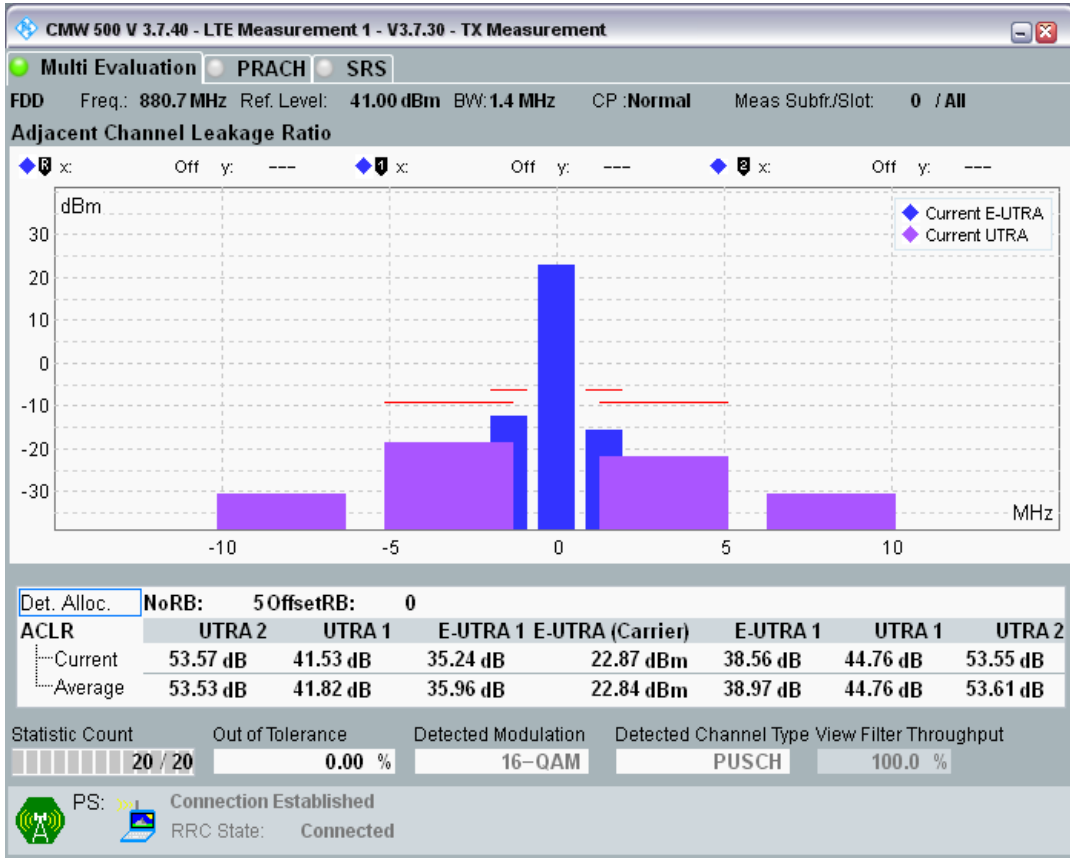 CMW 500 V 3.7.40 - LTE Measurement 1 - V3.7.30 - TX Measurement
Multi Evaluation PRACH SRS
FDD Freq.: 880.7 MHz Ref. Level: 41.00 dBm BW: 1.4 MHz CP :Normal Meas Subfr./Slot: 0 / All
Adjacent Channel Leakage Ratio
R x: Off y: --- 1 x: Off y: --- 2 x: Off y: ---
dBm
Current E-UTRA
Current UTRA
30
20
10
0
-10
-20
-30
MHz
-10 -5 0 5 10
Det. Alloc. NoRB: 5 OffsetRB: 0
ACLR UTRA 2 UTRA 1 E-UTRA 1 E-UTRA (Carrier) E-UTRA 1 UTRA 1 UTRA 2
Current 53.57 dB 41.53 dB 35.24 dB 22.87 dBm 38.56 dB 44.76 dB 53.55 dB
Average 53.53 dB 41.82 dB 35.96 dB 22.84 dBm 38.97 dB 44.76 dB 53.61 dB
Statistic Count Out of Tolerance Detected Modulation Detected Channel Type View Filter Throughput
20 / 20 0.00 % 16-QAM PUSCH 100.0 %
PS: Connection Established
RRC State: Connected